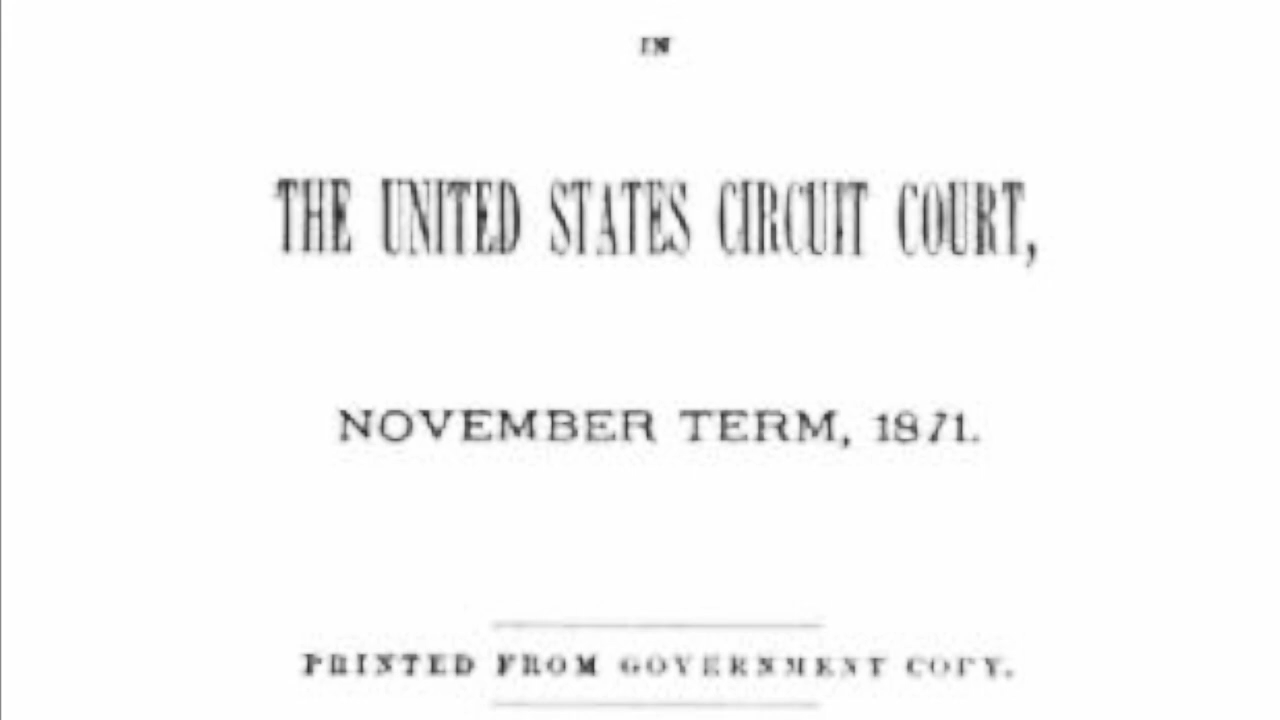 IN
THE UNITED STATES CIRCUIT COURT,
NOVEMBER TERM, 1871.
PRINTED FROM GOVERNMENT COPY.